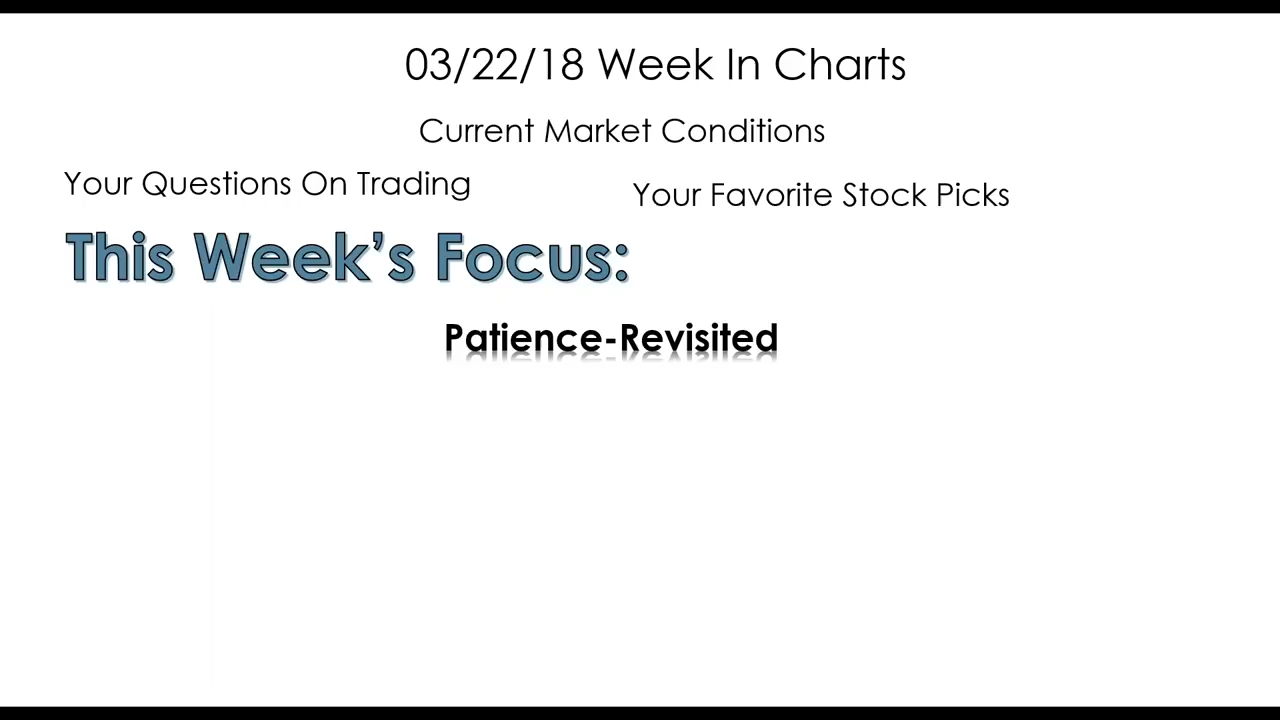 03/22/18 Week In Charts
Current Market Conditions
Your Questions On Trading
Your Favorite Stock Picks
This Week’s Focus:
Patience-Revisited